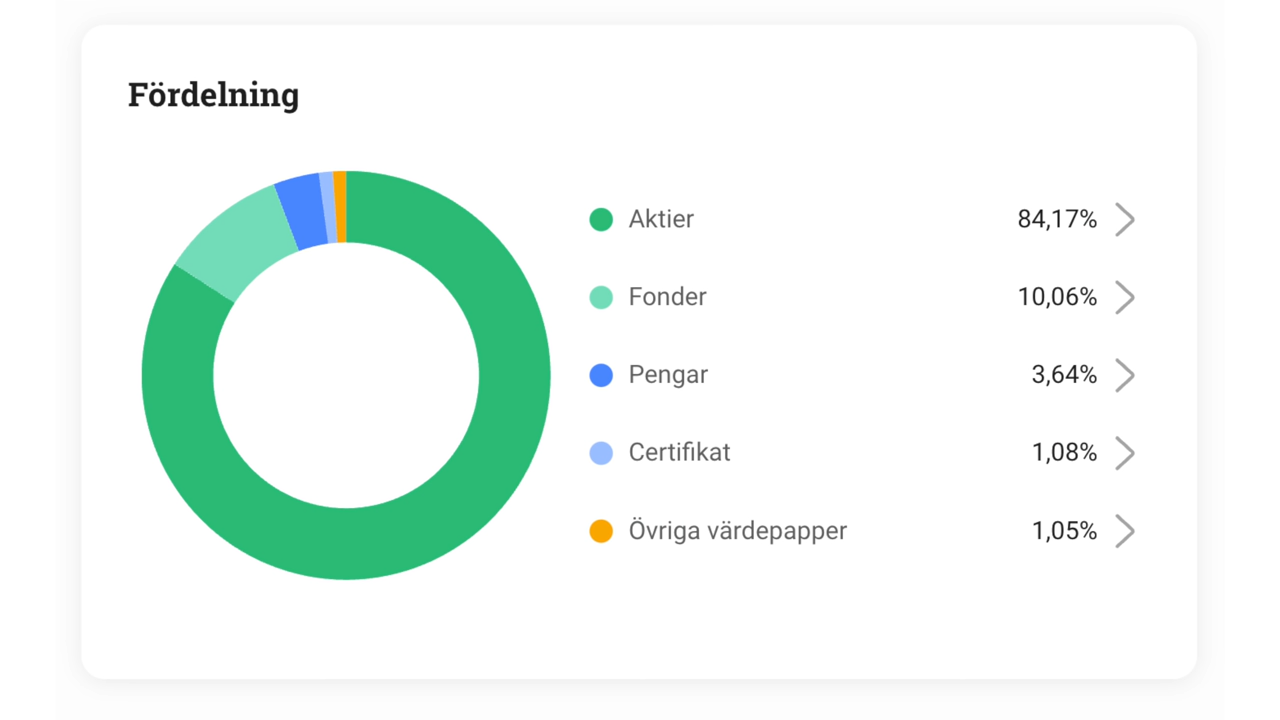 Fördelning
Aktier 84,17%
Fonder 10,06%
Pengar 3,64%
Certifikat 1,08%
Övriga värdepapper 1,05%